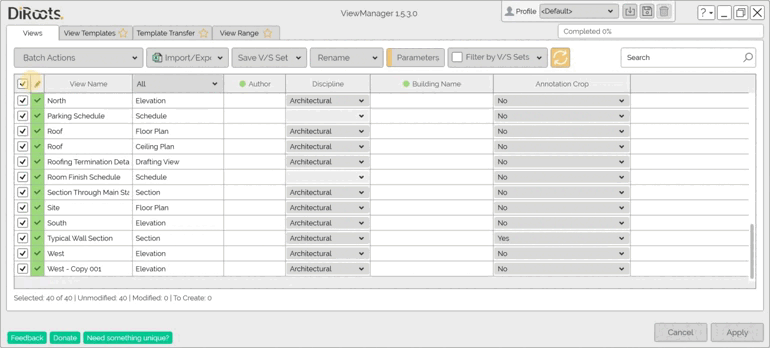 DiRoots.
ViewManager 1.5.3.0
Profile <Default>
? -
Views View Templates Template Transfer View Range
Completed 0%
Batch Actions Import/Expo Save V/S Set Rename Parameters Filter by V/S Sets Search
View Name All Author Discipline Building Name Annotation Crop
North Elevation Architectural No
Parking Schedule Schedule No
Roof Floor Plan Architectural No
Roof Ceiling Plan Architectural No
Roofing Termination Deta Drafting View Architectural No
Room Finish Schedule Schedule No
Section Through Main Sta Section Architectural No
Site Floor Plan Architectural No
South Elevation Architectural No
Typical Wall Section Section Architectural Yes
West Elevation Architectural No
West - Copy 001 Elevation Architectural No
Selected: 40 of 40 | Unmodified: 40 | Modified: 0 | To Create: 0
Feedback Donate Need something unique? Cancel Apply